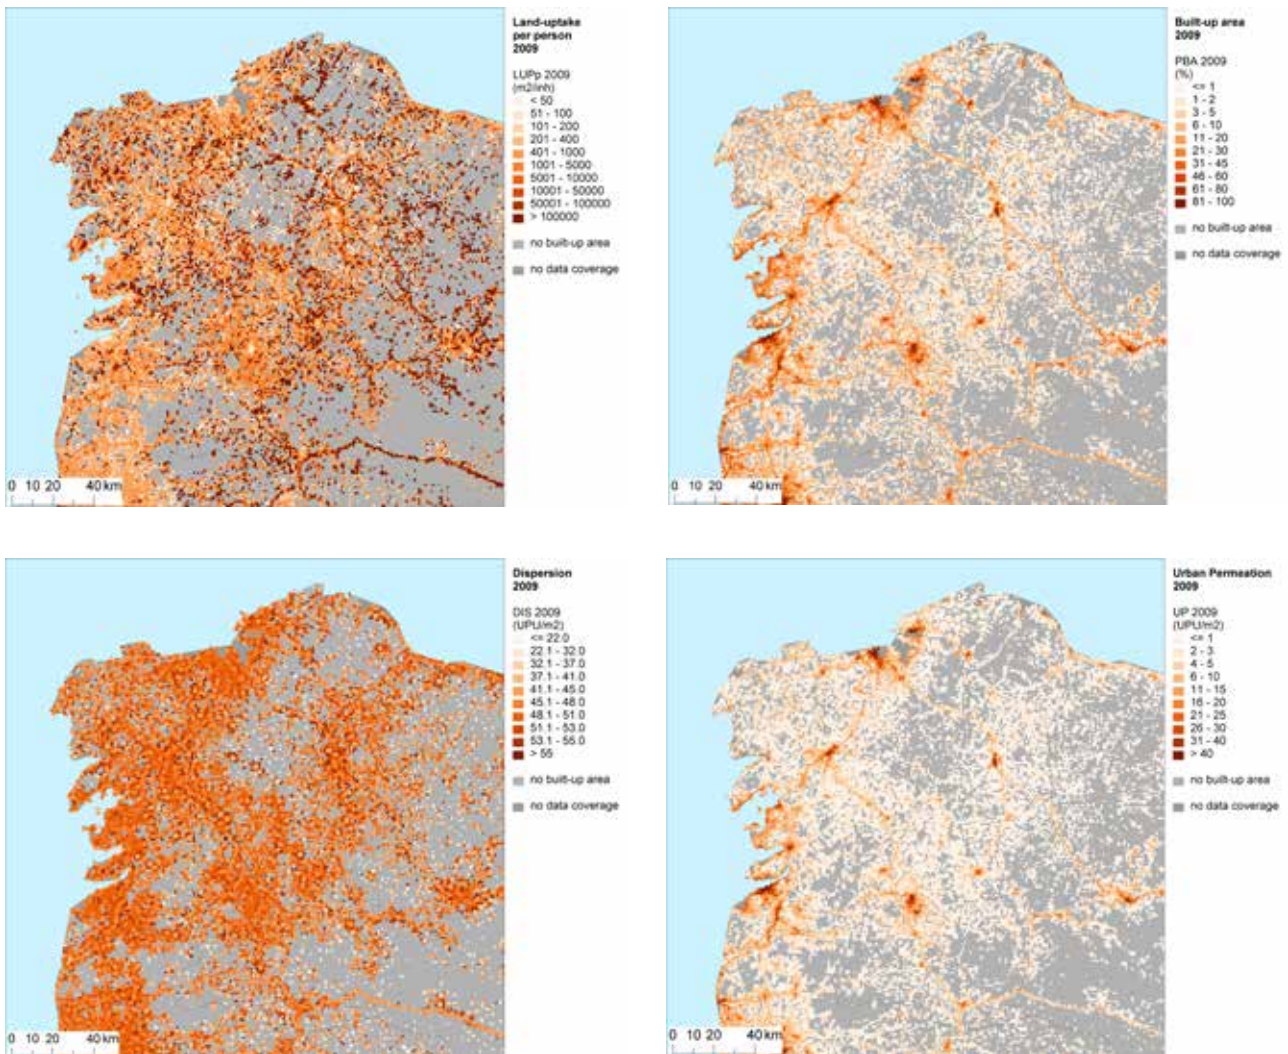 Land-uptake
per person
2009
LUPp 2009
(m2/inh)
< 50
51 - 100
101 - 200
201 - 400
401 - 1000
1001 - 5000
5001 - 10000
10001 - 50000
50001 - 100000
> 100000
no built-up area
no data coverage
0 10 20 40 km
Built-up area
2009
PBA 2009
(%)
<= 1
1 - 2
3 - 5
6 - 10
11 - 20
21 - 30
31 - 45
46 - 60
61 - 80
81 - 100
no built-up area
no data coverage
0 10 20 40 km
Dispersion
2009
DIS 2009
(UPU/m2)
<= 22.0
22.1 - 32.0
32.1 - 37.0
37.1 - 41.0
41.1 - 45.0
45.1 - 48.0
48.1 - 51.0
51.1 - 53.0
53.1 - 55.0
> 55
no built-up area
no data coverage
0 10 20 40 km
Urban Permeation
2009
UP 2009
(UPU/m2)
<= 1
2 - 3
4 - 5
6 - 10
11 - 15
16 - 20
21 - 25
26 - 30
31 - 40
> 40
no built-up area
no data coverage
0 10 20 40 km